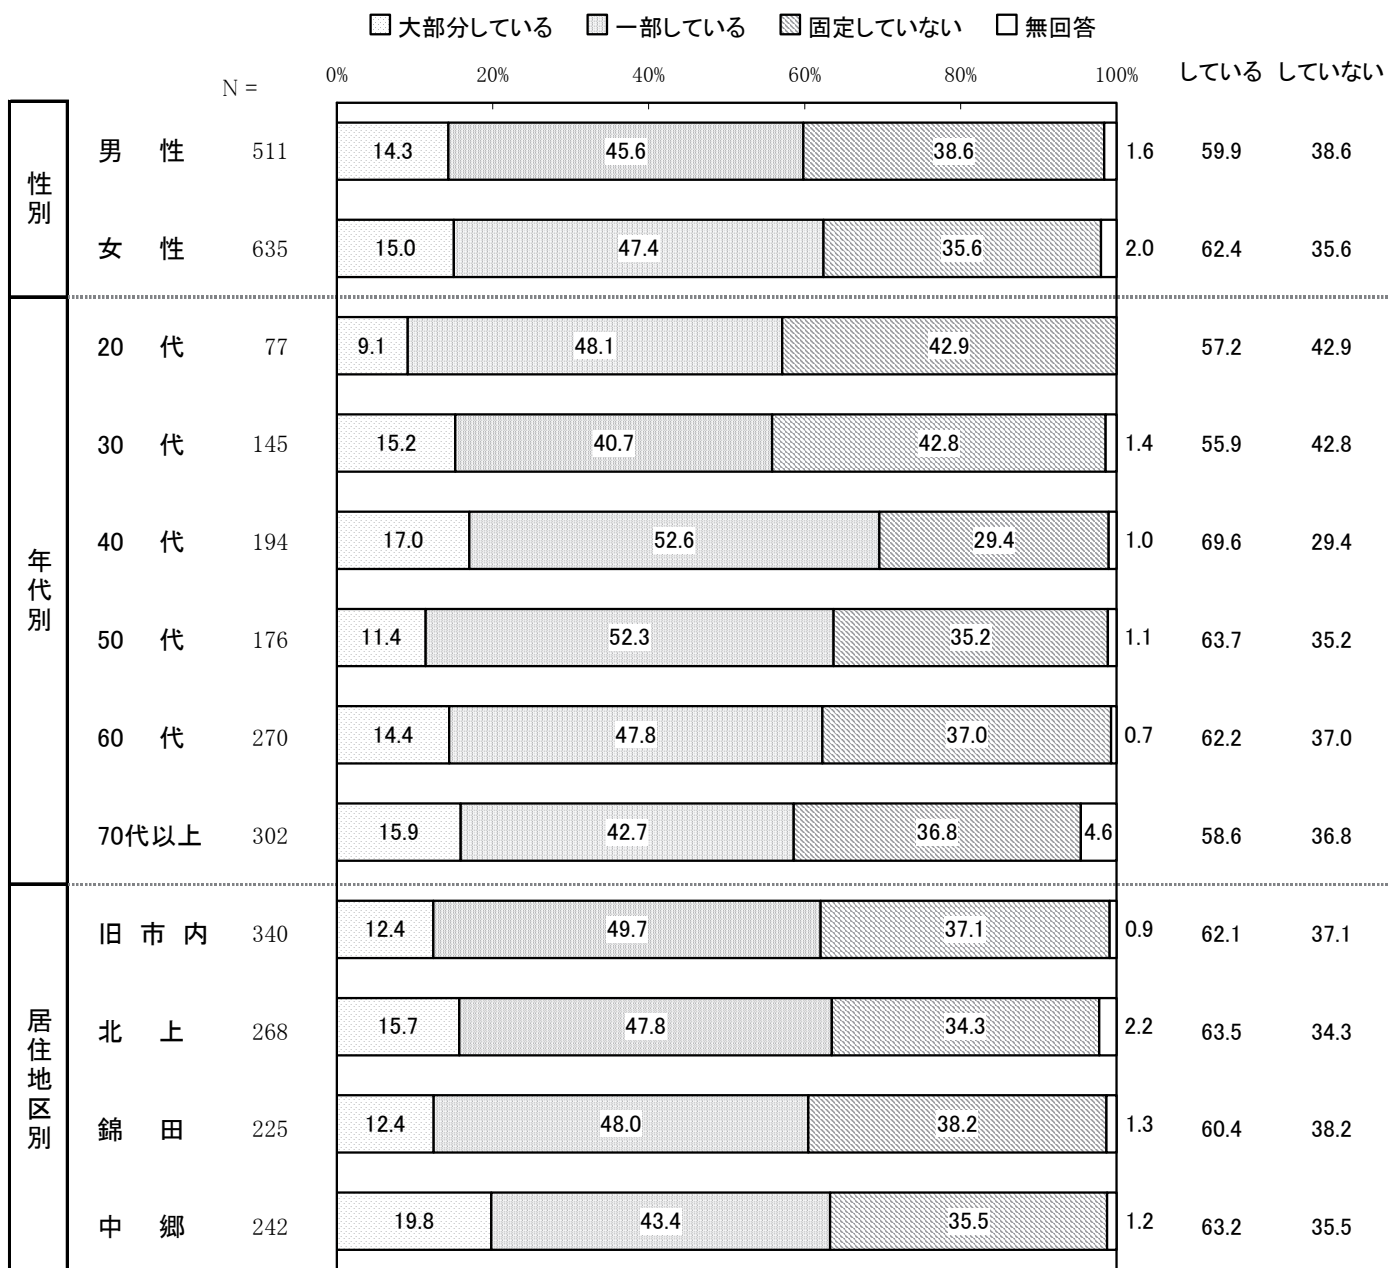 大部分している 一部している 固定していない 無回答
N = 0% 20% 40% 60% 80% 100% している していない
性別
男性 511 14.3 45.6 38.6 1.6 59.9 38.6
女性 635 15.0 47.4 35.6 2.0 62.4 35.6
年代別
20代 77 9.1 48.1 42.9 57.2 42.9
30代 145 15.2 40.7 42.8 1.4 55.9 42.8
40代 194 17.0 52.6 29.4 1.0 69.6 29.4
50代 176 11.4 52.3 35.2 1.1 63.7 35.2
60代 270 14.4 47.8 37.0 0.7 62.2 37.0
70代以上 302 15.9 42.7 36.8 4.6 58.6 36.8
居住地区別
旧市内 340 12.4 49.7 37.1 0.9 62.1 37.1
北上 268 15.7 47.8 34.3 2.2 63.5 34.3
錦田 225 12.4 48.0 38.2 1.3 60.4 38.2
中郷 242 19.8 43.4 35.5 1.2 63.2 35.5